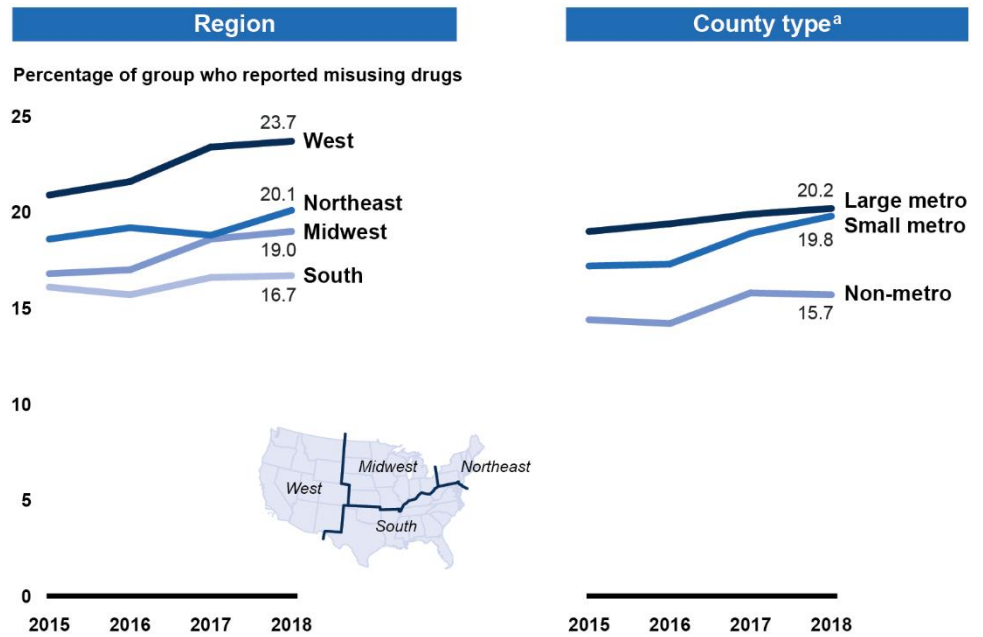 Region
Percentage of group who reported misusing drugs
25
20
15
10
5
0
23.7
West
20.1
Northeast
Midwest
19.0
South
16.7
Midwest
Northeast
West
South
2015 2016 2017 2018
County typeᵃ
20.2
Large metro
Small metro
19.8
Non-metro
15.7
2015 2016 2017 2018